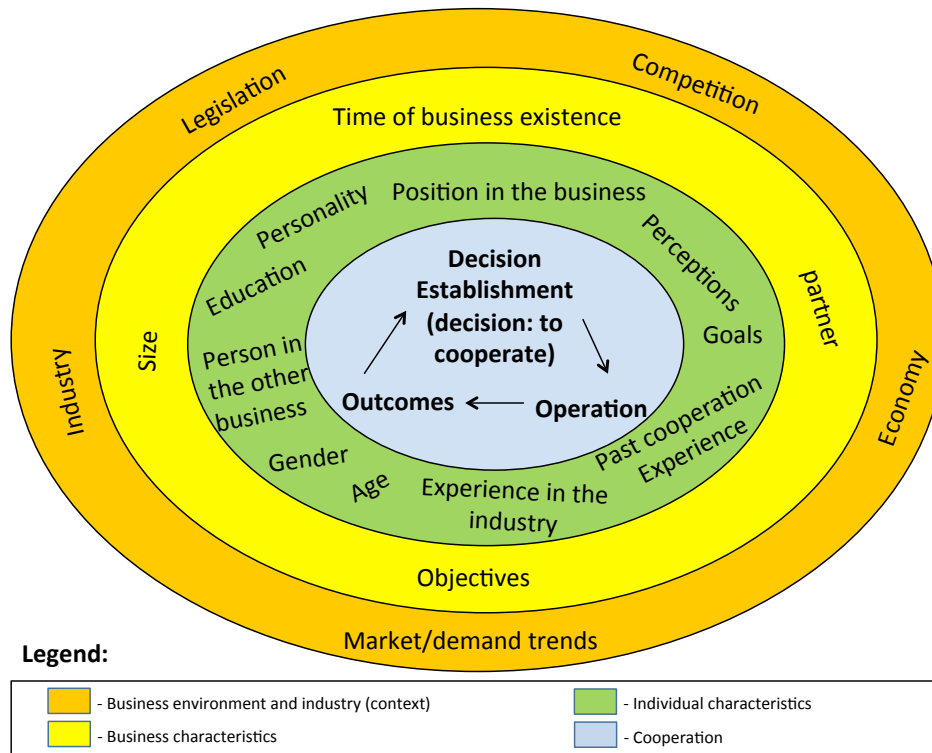 Legislation
Competition
Time of business existence
Personality
Position in the business
Perceptions
Education
Decision
Establishment
(decision: to
cooperate)
partner
Goals
Size
Person in
the other
business
Industry
Outcomes
Operation
Economy
Past cooperation
Experience
Gender
Age
Experience in the
industry
Objectives
Market/demand trends
Legend:
- Business environment and industry (context)
- Individual characteristics
- Business characteristics
- Cooperation